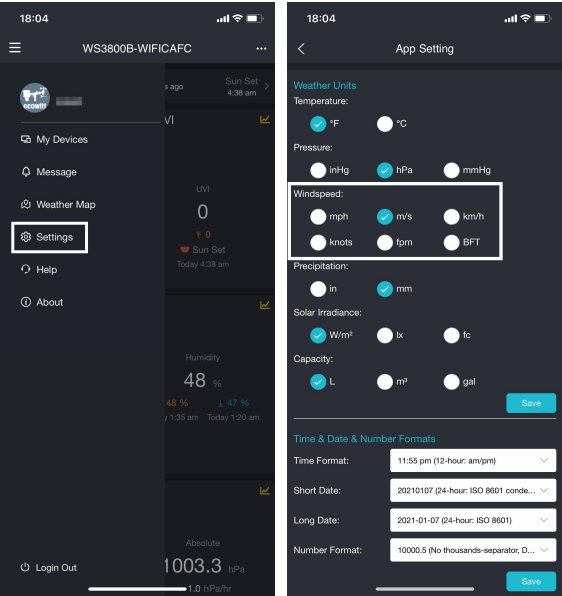 18:04
WS3800B-WIFICAFC
...
ecowitt
s ago
Sun Set
4:38 am
My Devices
VI
Message
Weather Map
UVI
0
Settings
0
Sun Set
Help
Today 4:38 am
About
Humidity
48 %
48 %
47 %
1:35 am Today 1:20 am
Absolute
Login Out
1003.3 hPa
1.0 hPa/hr
18:04
App Setting
Weather Units
Temperature:
°F °C
Pressure:
inHg hPa mmHg
Windspeed:
mph m/s km/h
knots fpm BFT
Precipitation:
in mm
Solar Irradiance:
W/m² lx fc
Capacity:
L m³ gal
Save
Time & Date & Number Formats
Time Format: 11:55 pm (12-hour: am/pm)
Short Date: 20210107 (24-hour: ISO 8601 conde...
Long Date: 2021-01-07 (24-hour: ISO 8601)
Number Format: 10000.5 (No thousands-separator, D...
Save